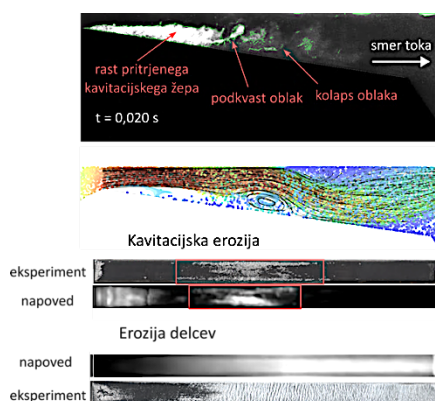 smer toka
rast pritrjenega
kavitacijskega žepa
podkvast oblak
kolaps oblaka
t = 0,020 s
Kavitacijska erozija
eksperiment
napoved
Erozija delcev
napoved
eksperiment